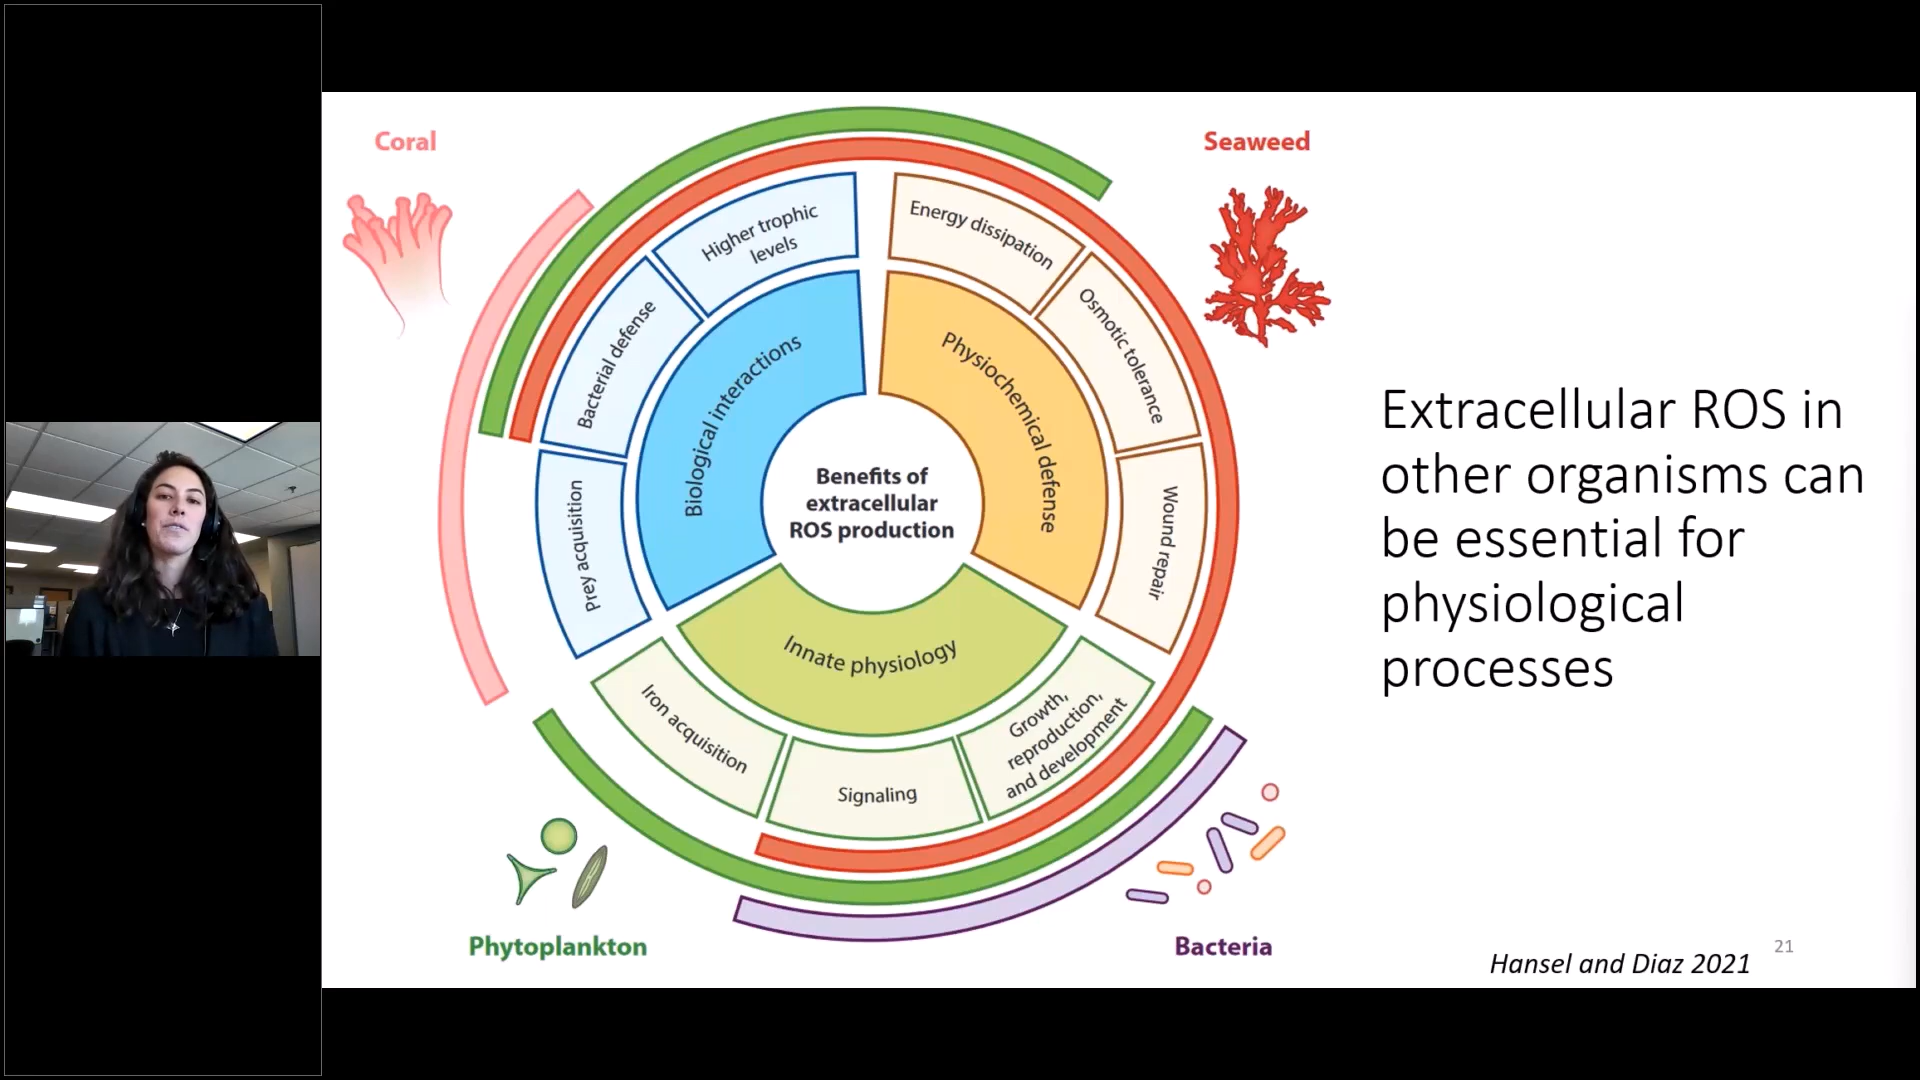 Coral
Seaweed
Higher trophic
levels
Energy dissipation
Bacterial defense
Osmotic tolerance
Biological interactions
Physiochemical defense
Prey acquisition
Wound repair
Benefits of
extracellular
ROS production
Innate physiology
Iron acquisition
Signaling
Growth,
reproduction,
and development
Phytoplankton
Bacteria
Extracellular ROS in
other organisms can
be essential for
physiological
processes
Hansel and Diaz 2021
21